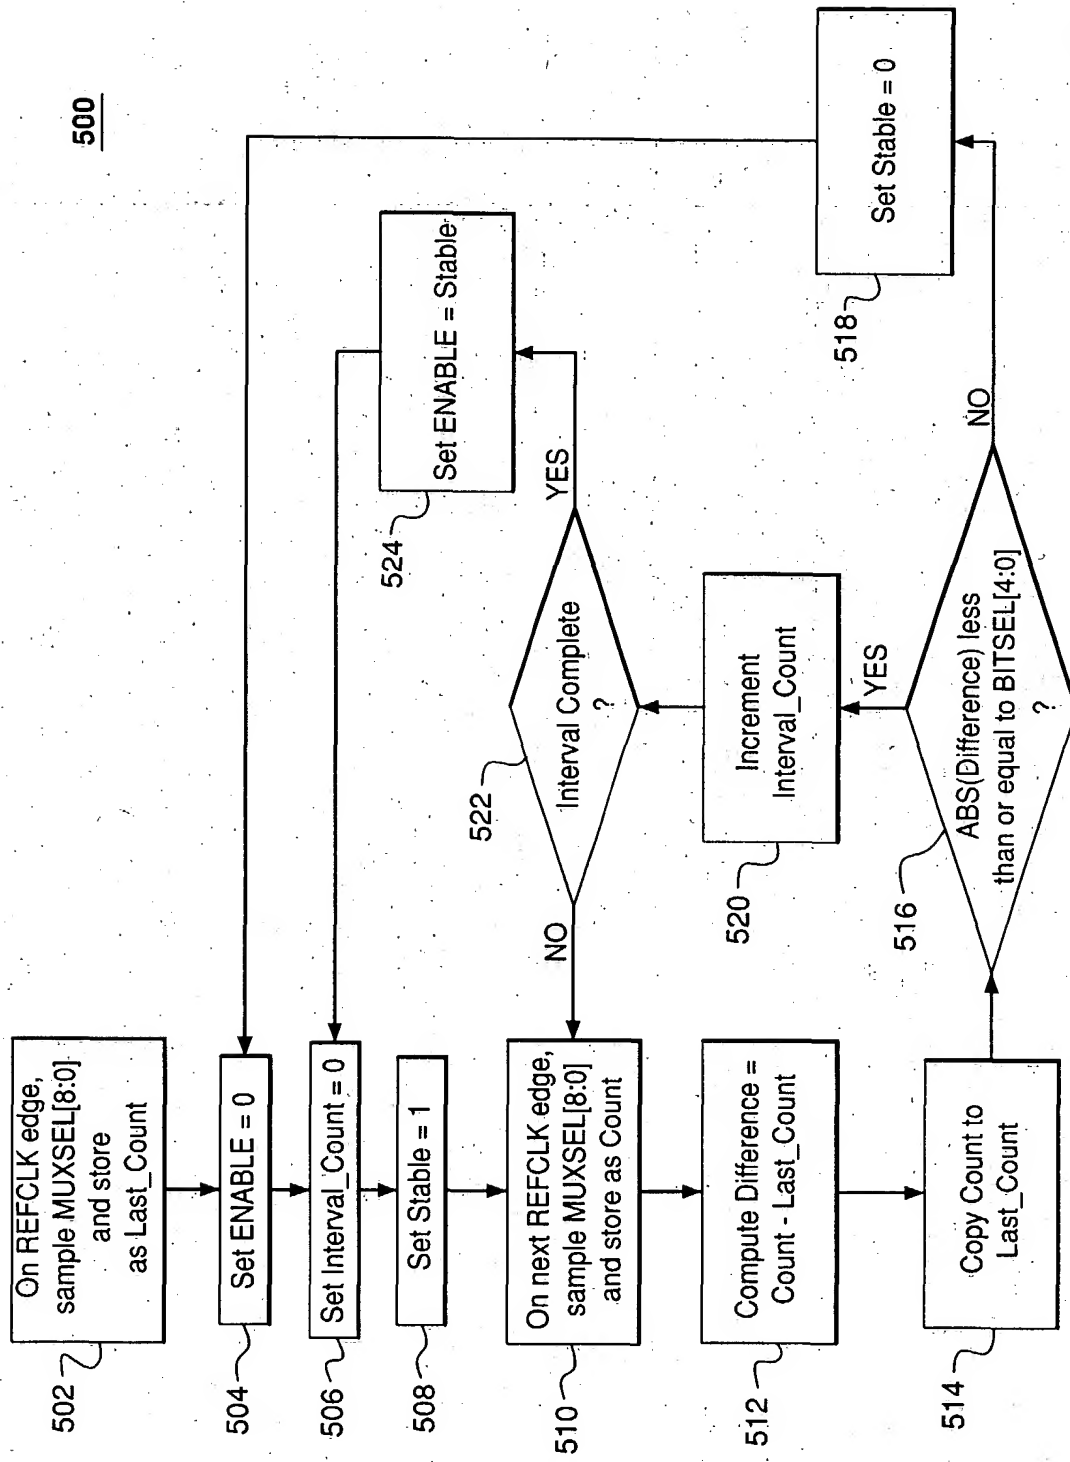 500
On REFCLK edge,
sample MUXSEL[8:0]
and store
as Last_Count
502
Set ENABLE = 0
504
Set Interval_Count = 0
506
Set Stable = 1
508
On next REFCLK edge,
sample MUXSEL[8:0]
and store as Count
510
Compute Difference =
Count - Last_Count
512
Copy Count to
Last_Count
514
ABS(Difference) less
than or equal to BITSEL[4:0]
?
516
YES
NO
Set Stable = 0
518
Increment
Interval_Count
520
Interval Complete
?
522
NO
YES
Set ENABLE = Stable
524